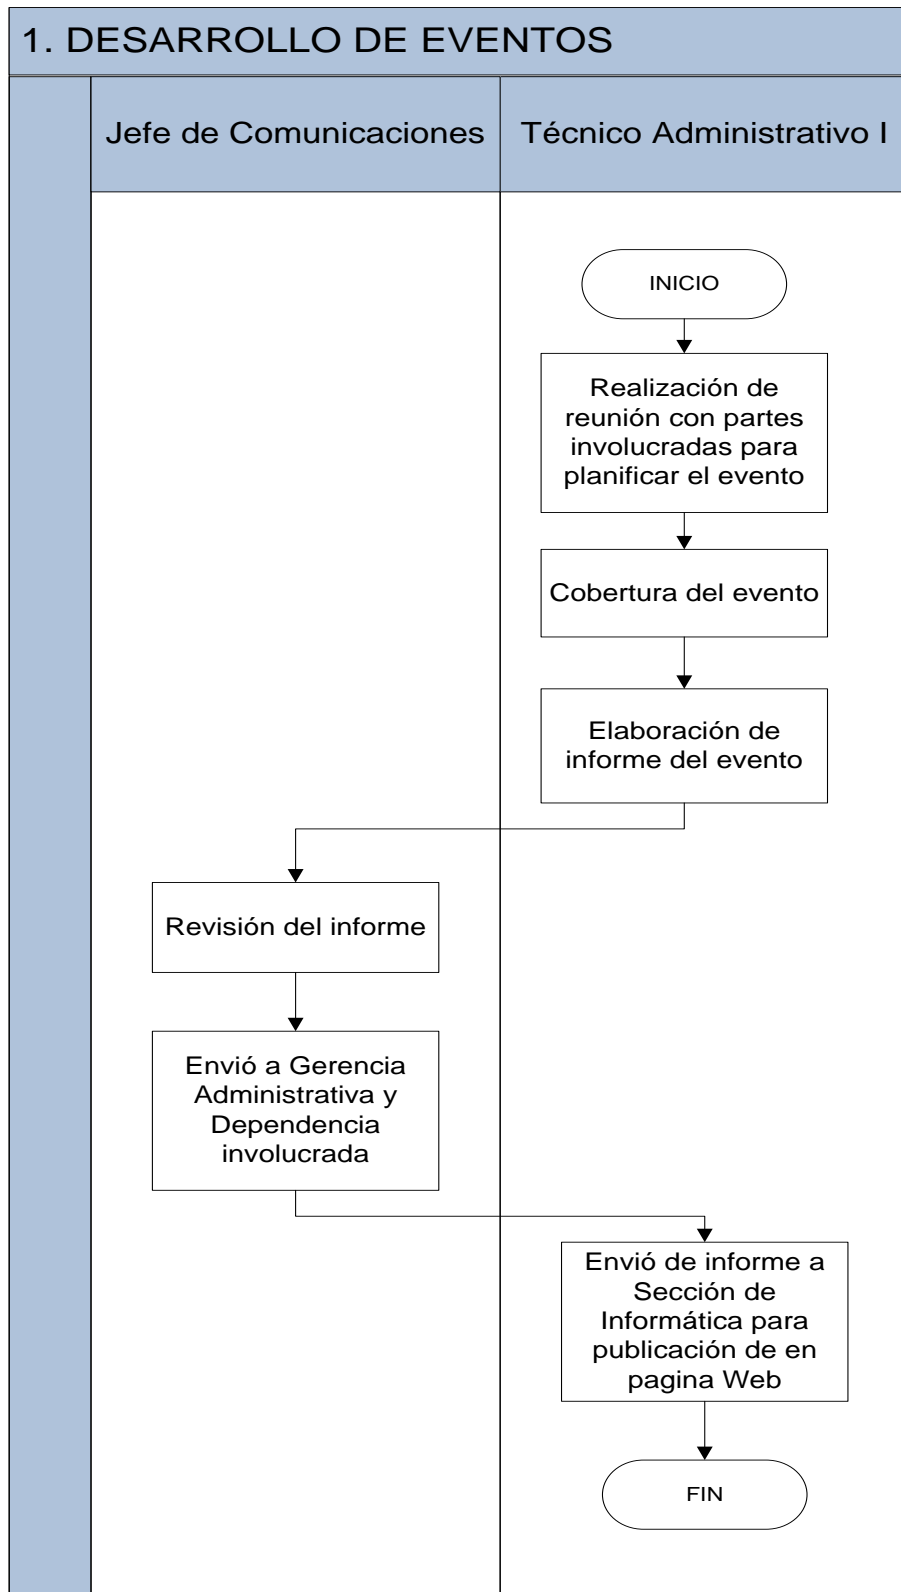 1. DESARROLLO DE EVENTOS
Jefe de Comunicaciones
Técnico Administrativo I
INICIO
Realización de
reunión con partes
involucradas para
planificar el evento
Cobertura del evento
Elaboración de
informe del evento
Revisión del informe
Envió a Gerencia
Administrativa y
Dependencia
involucrada
Envió de informe a
Sección de
Informática para
publicación de en
pagina Web
FIN